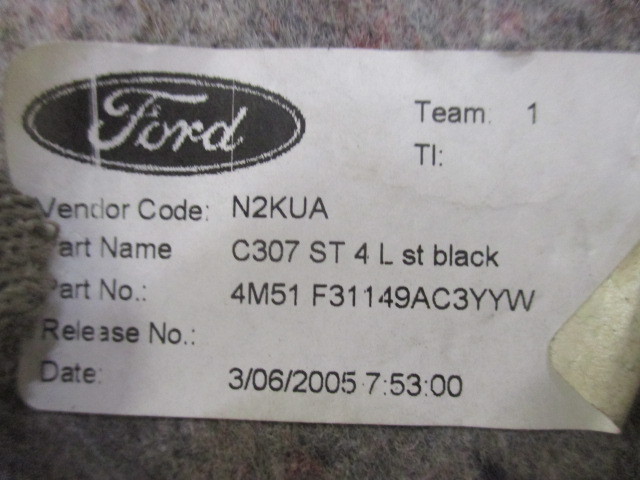 Ford
Team. 1
TI:
Vendor Code: N2KUA
Part Name C307 ST 4 L st black
Part No.: 4M51 F31149AC3YYW
Release No.:
Date: 3/06/2005 7:53:00